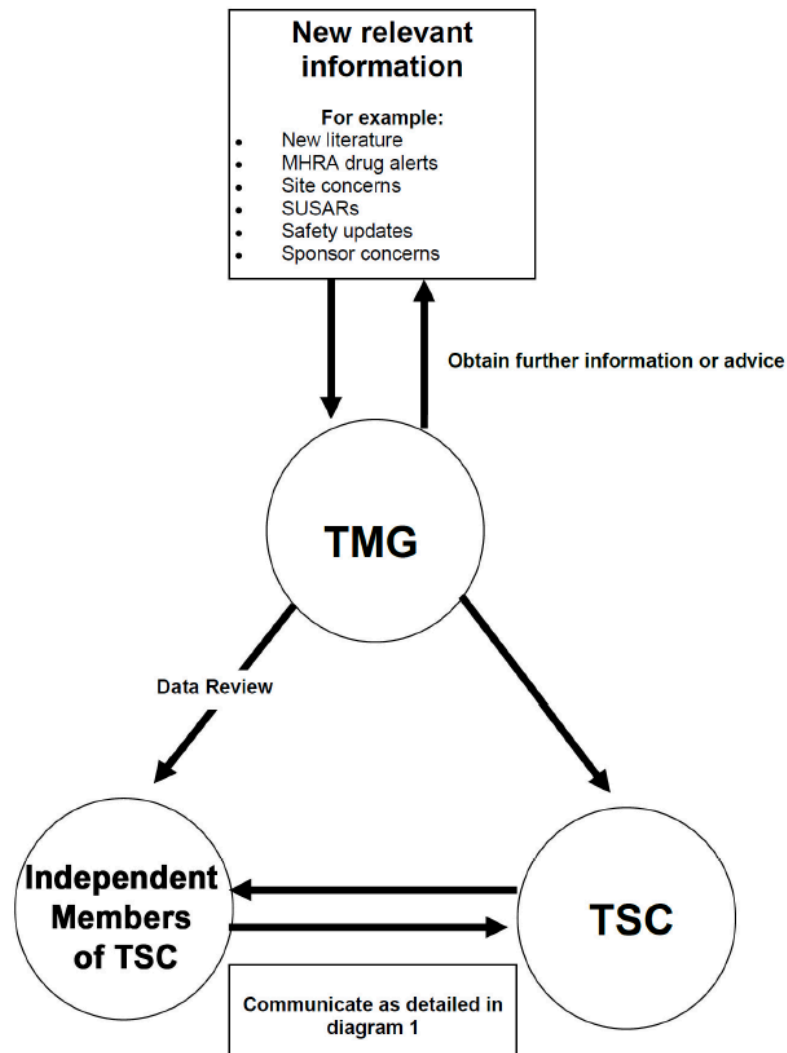 New relevant
information
For example:
• New literature
• MHRA drug alerts
• Site concerns
• SUSARs
• Safety updates
• Sponsor concerns
Obtain further information or advice
TMG
Data Review
Independent
Members
of TSC
TSC
Communicate as detailed in
diagram 1